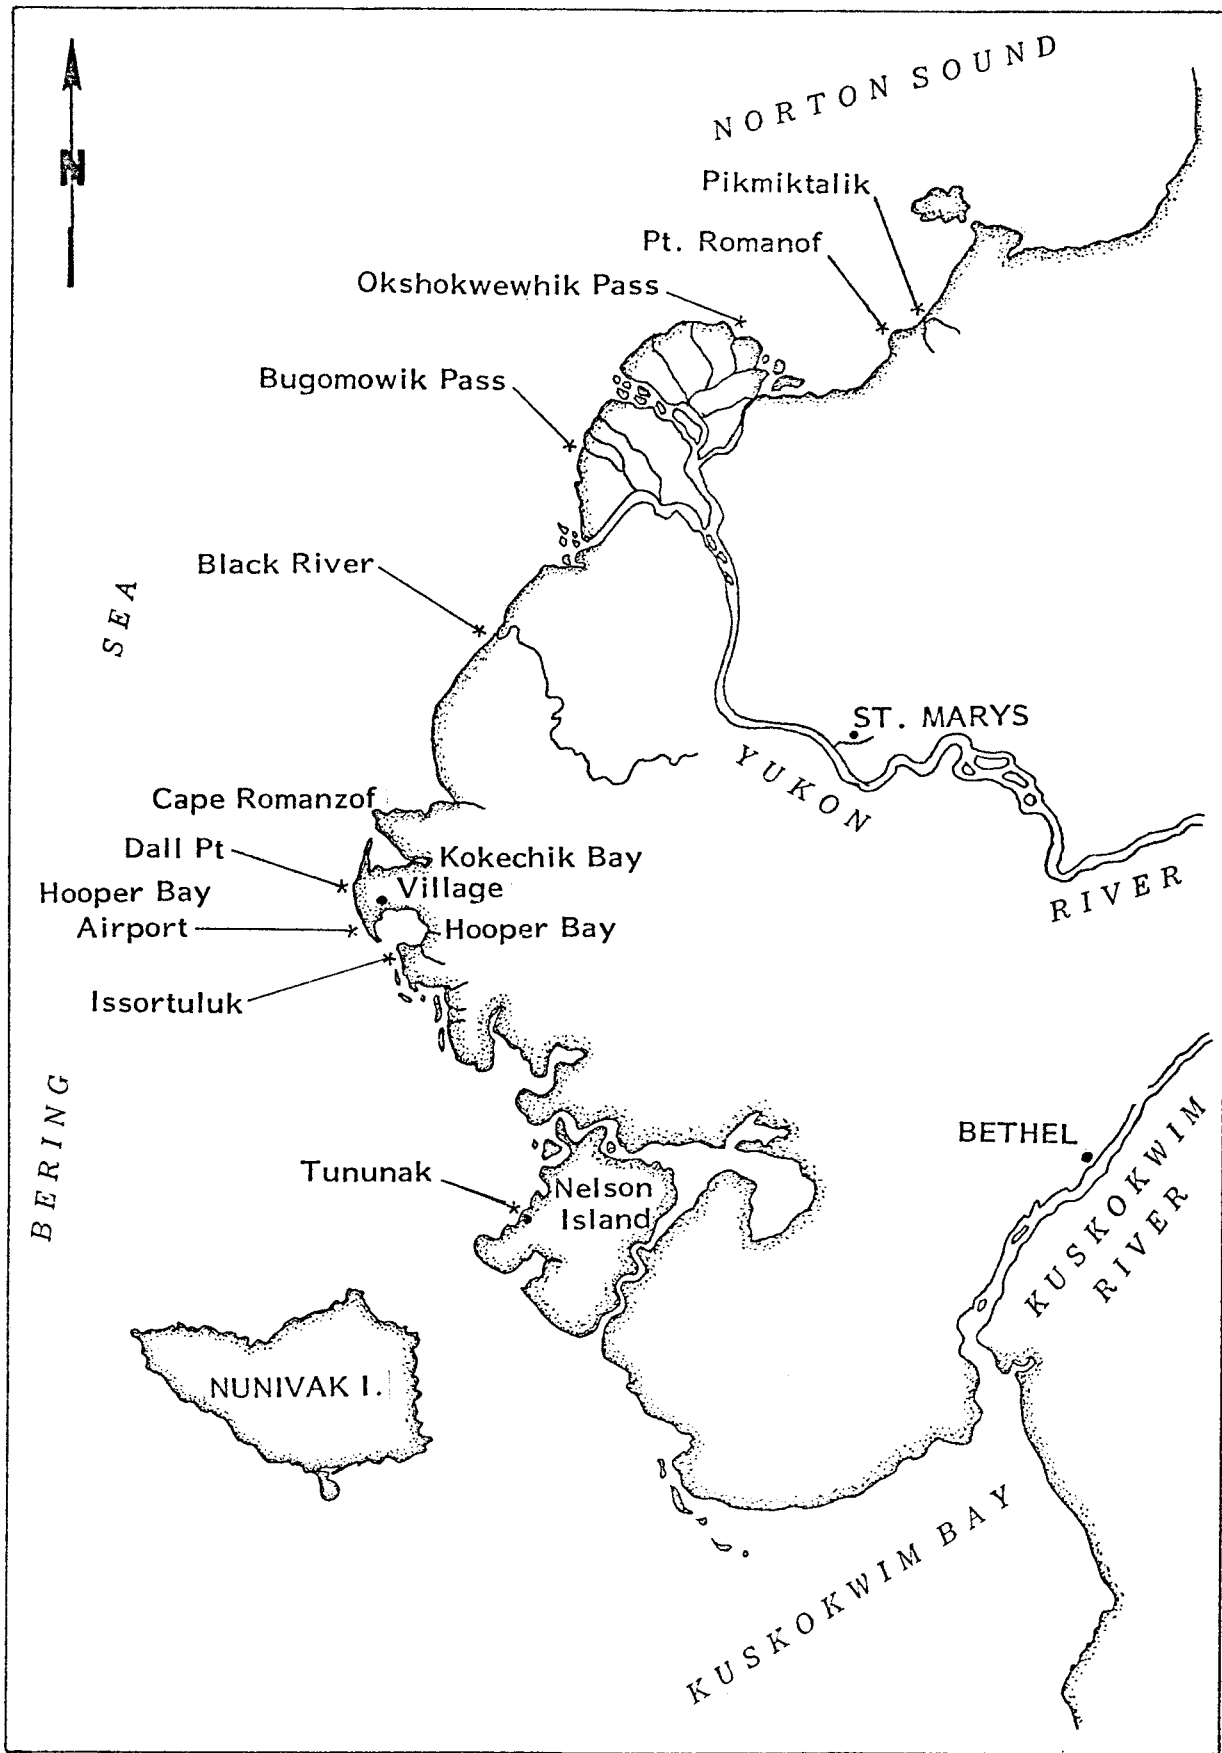 NORTON SOUND
N
Pikmiktalik
Pt. Romanof
Okshokwewhik Pass
Bugomowik Pass
Black River
SEA
ST. MARYS
YUKON
RIVER
Cape Romanzof
Dall Pt
Kokechik Bay
Village
Hooper Bay
Airport
Hooper Bay
Issortuluk
BERING
BETHEL
KUSKOKWIM
RIVER
Tununak
Nelson
Island
NUNIVAK I.
KUSKOKWIM BAY